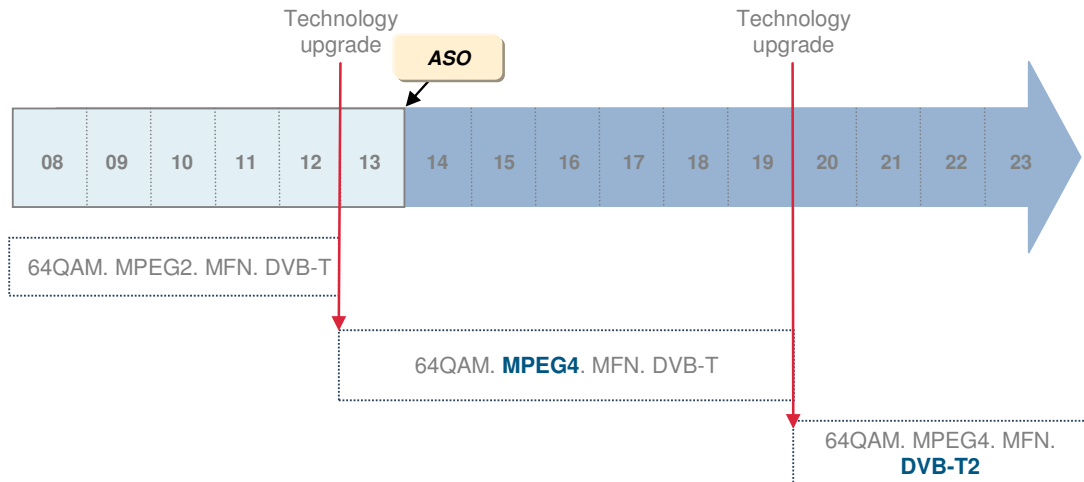 Technology
upgrade
Technology
upgrade
ASO
08 09 10 11 12 13 14 15 16 17 18 19 20 21 22 23
64QAM. MPEG2. MFN. DVB-T
64QAM. MPEG4. MFN. DVB-T
64QAM. MPEG4. MFN.
DVB-T2